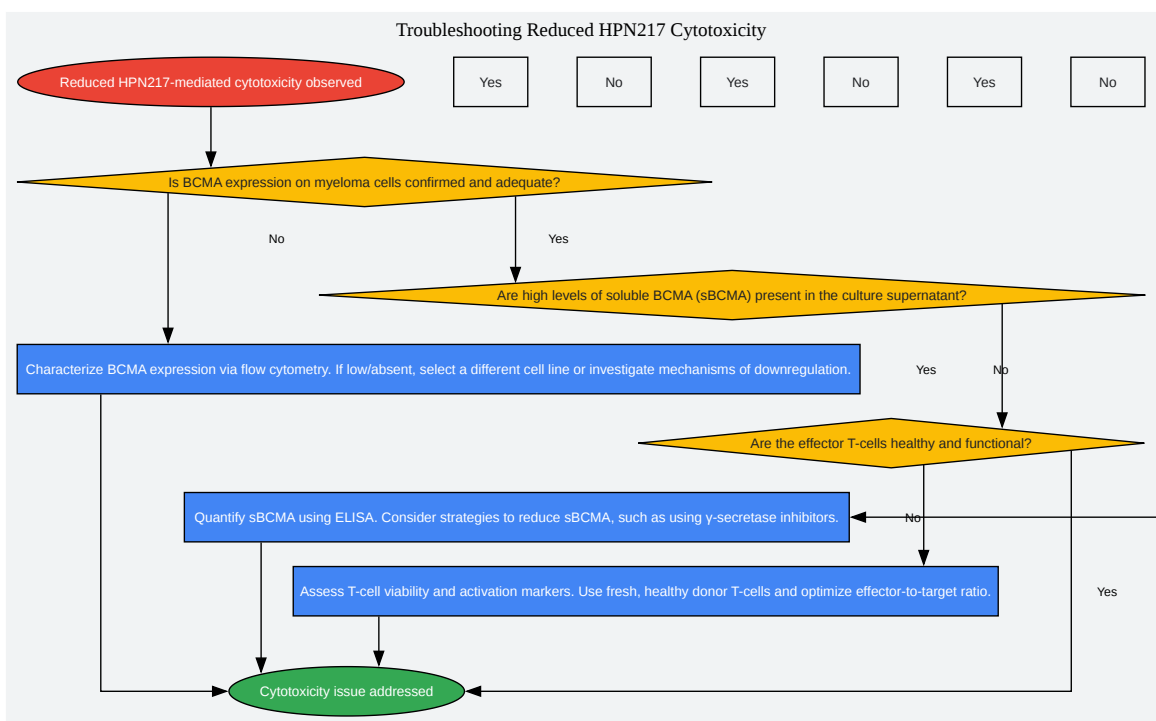 Troubleshooting Reduced HPN217 Cytotoxicity
Reduced HPN217-mediated cytotoxicity observed
Yes
No
Yes
No
Yes
No
Is BCMA expression on myeloma cells confirmed and adequate?
No
Yes
Are high levels of soluble BCMA (sBCMA) present in the culture supernatant?
Characterize BCMA expression via flow cytometry. If low/absent, select a different cell line or investigate mechanisms of downregulation.
Yes
No
Are the effector T-cells healthy and functional?
Quantify sBCMA using ELISA. Consider strategies to reduce sBCMA, such as using γ-secretase inhibitors.
No
Assess T-cell viability and activation markers. Use fresh, healthy donor T-cells and optimize effector-to-target ratio.
Yes
Cytotoxicity issue addressed